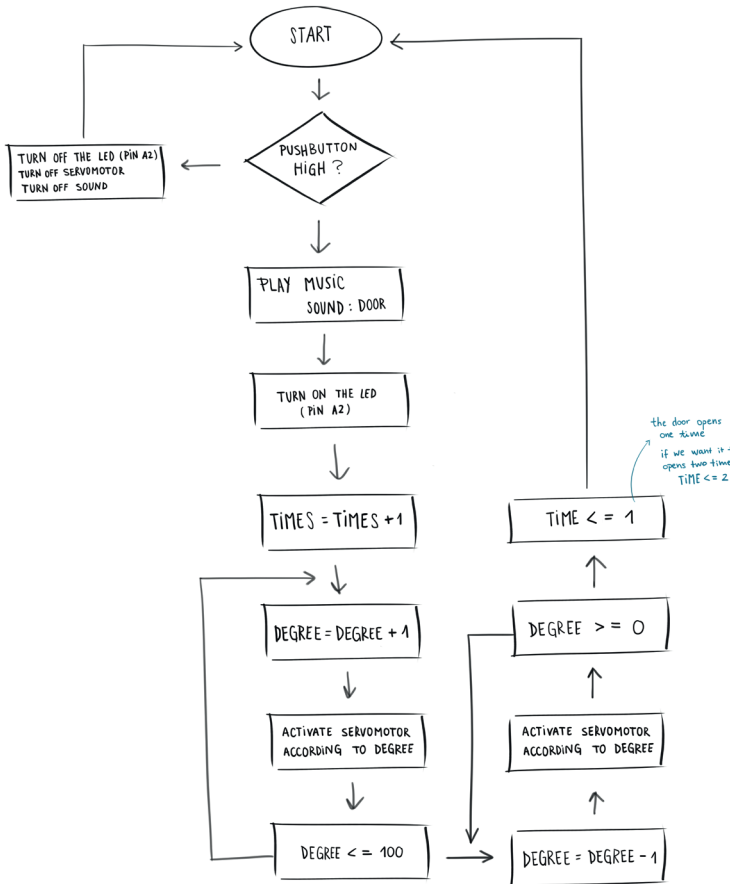 START
PUSHBUTTON
HIGH ?
TURN OFF THE LED (PIN A2)
TURN OFF SERVOMOTOR
TURN OFF SOUND
PLAY MUSIC
SOUND : DOOR
TURN ON THE LED
(PIN A2)
TIMES = TIMES + 1
DEGREE = DEGREE + 1
ACTIVATE SERVOMOTOR
ACCORDING TO DEGREE
DEGREE < = 100
DEGREE = DEGREE - 1
ACTIVATE SERVOMOTOR
ACCORDING TO DEGREE
DEGREE > = 0
TIME < = 1
the door opens
one time
if we want it
opens two time
TIME <= 2